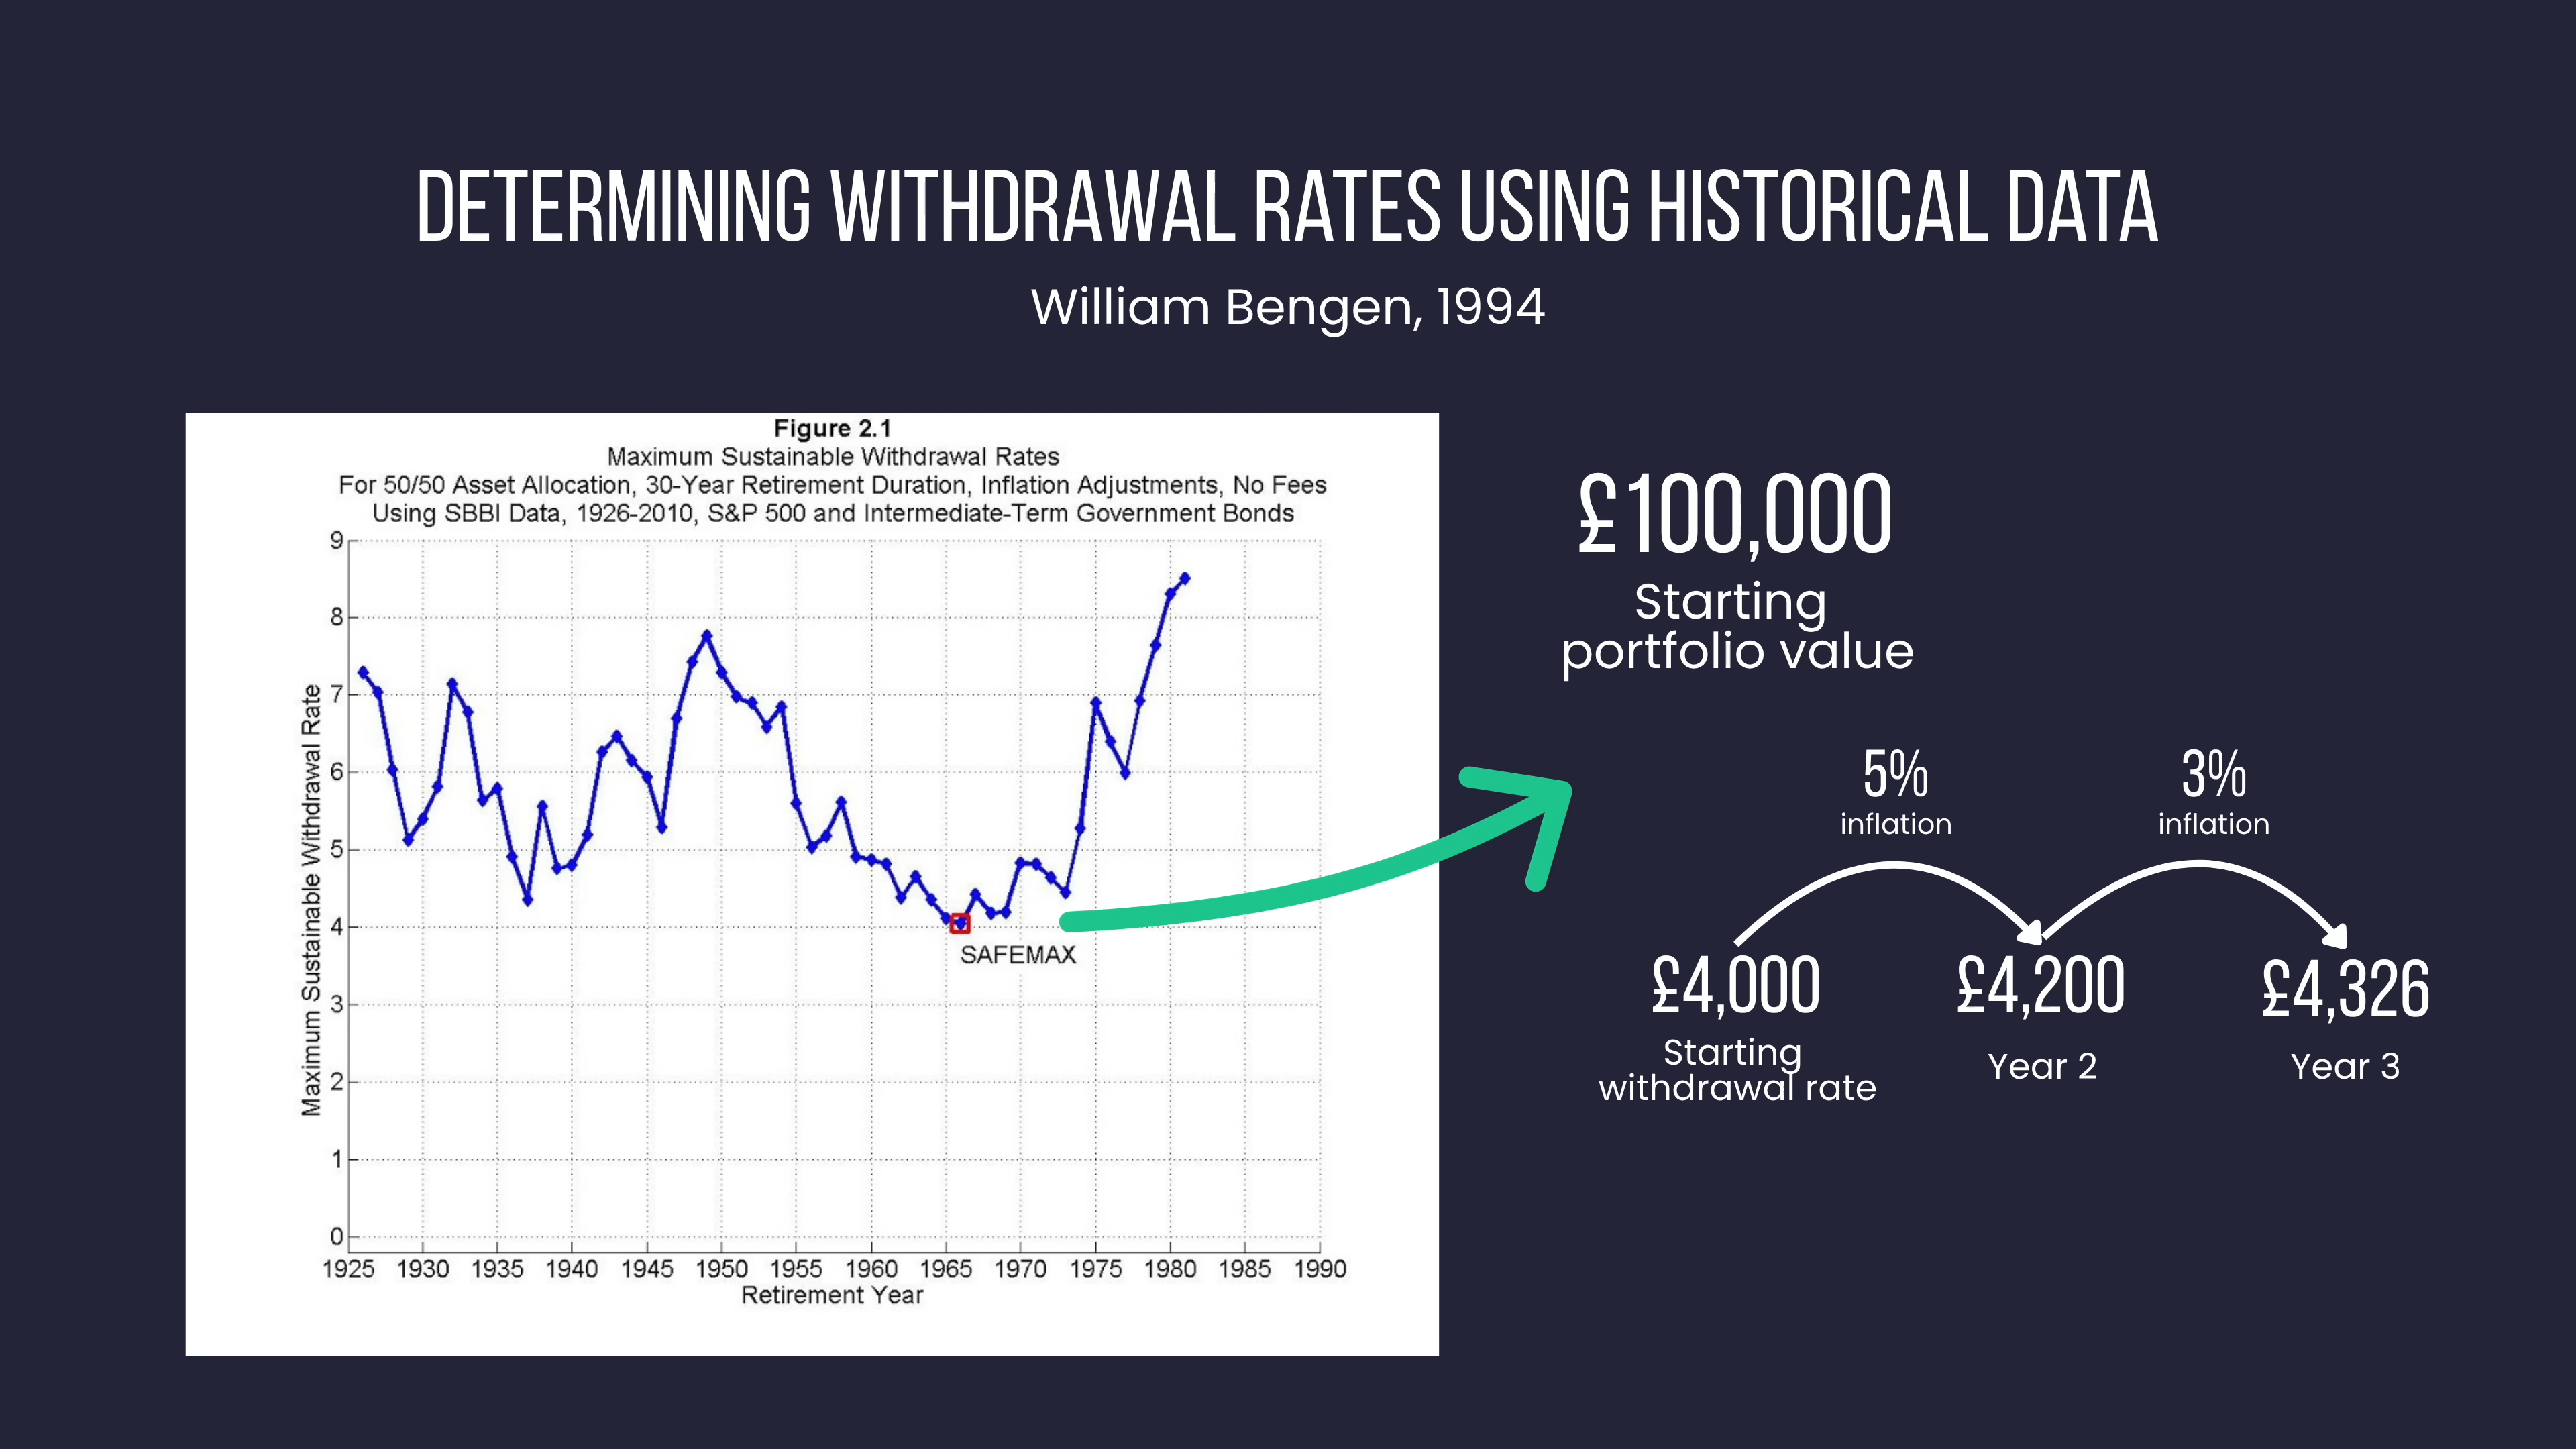 DETERMINING WITHDRAWAL RATES USING HISTORICAL DATA
William Bengen, 1994
Figure 2.1
Maximum Sustainable Withdrawal Rates
For 50/50 Asset Allocation, 30-Year Retirement Duration, Inflation Adjustments, No Fees
Using SBBI Data, 1926-2010, S&P 500 and Intermediate-Term Government Bonds
Maximum Sustainable Withdrawal Rate
9
8
7
6
5
4
3
2
1
0
SAFEMAX
1925 1930 1935 1940 1945 1950 1955 1960 1965 1970 1975 1980 1985 1990
Retirement Year
£100,000
Starting
portfolio value
5% 3%
inflation inflation
£4,000 £4,200 £4,326
Starting
withdrawal rate
Year 2 Year 3